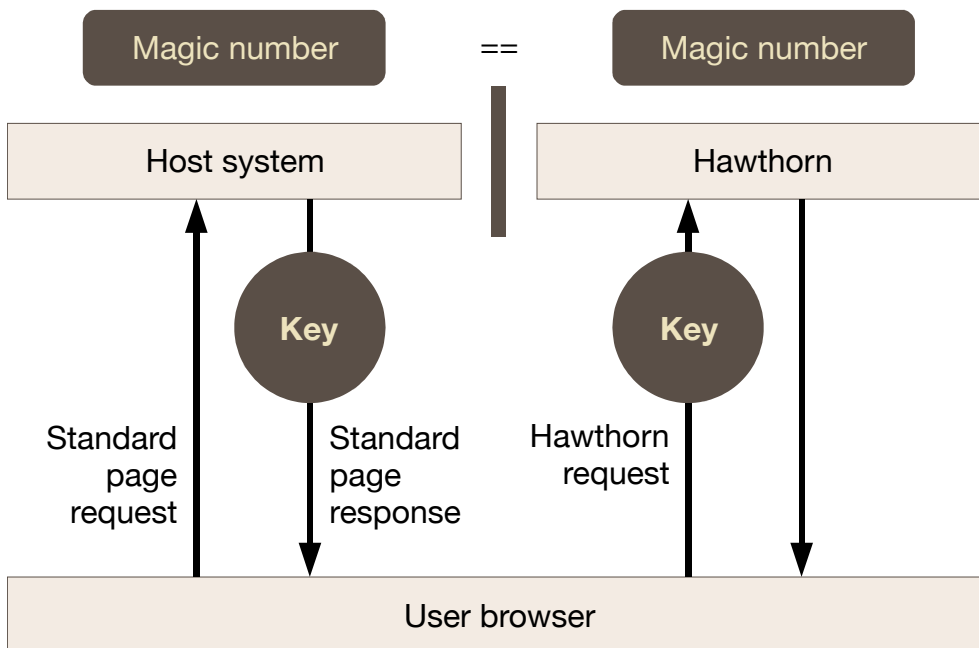 Magic number == Magic number
Host system
Hawthorn
Key
Key
Standard
page
request
Standard
page
response
Hawthorn
request
User browser